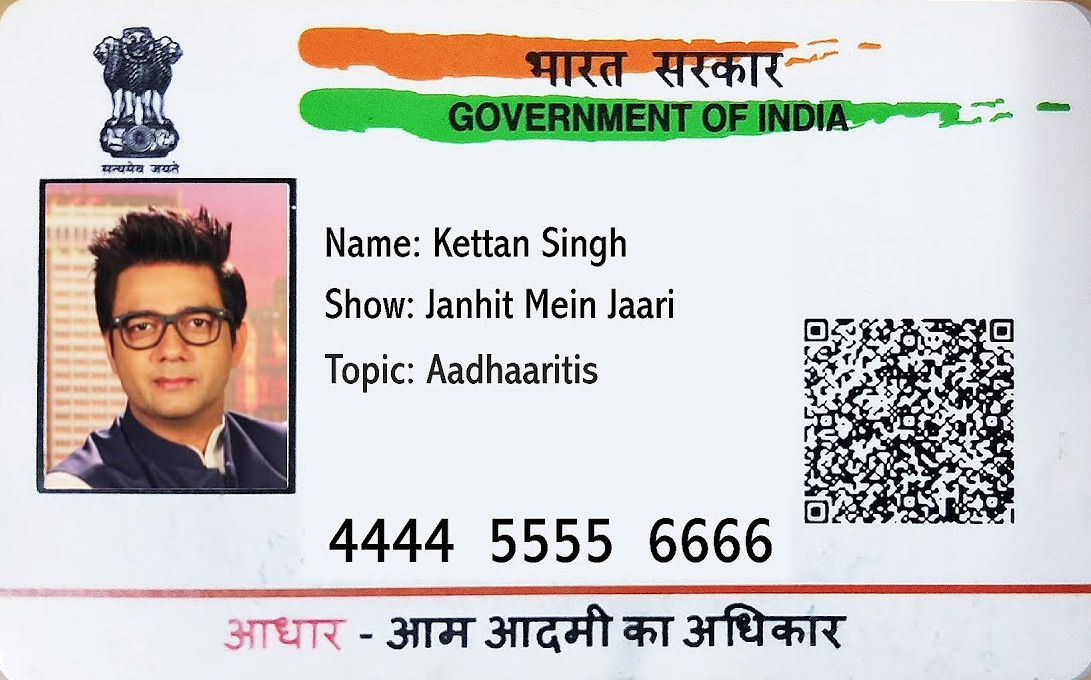 भारत सरकार
GOVERNMENT OF INDIA
सत्यमेव जयते
Name: Kettan Singh
Show: Janhit Mein Jaari
Topic: Aadhaaritis
4444 5555 6666
आधार - आम आदमी का अधिकार